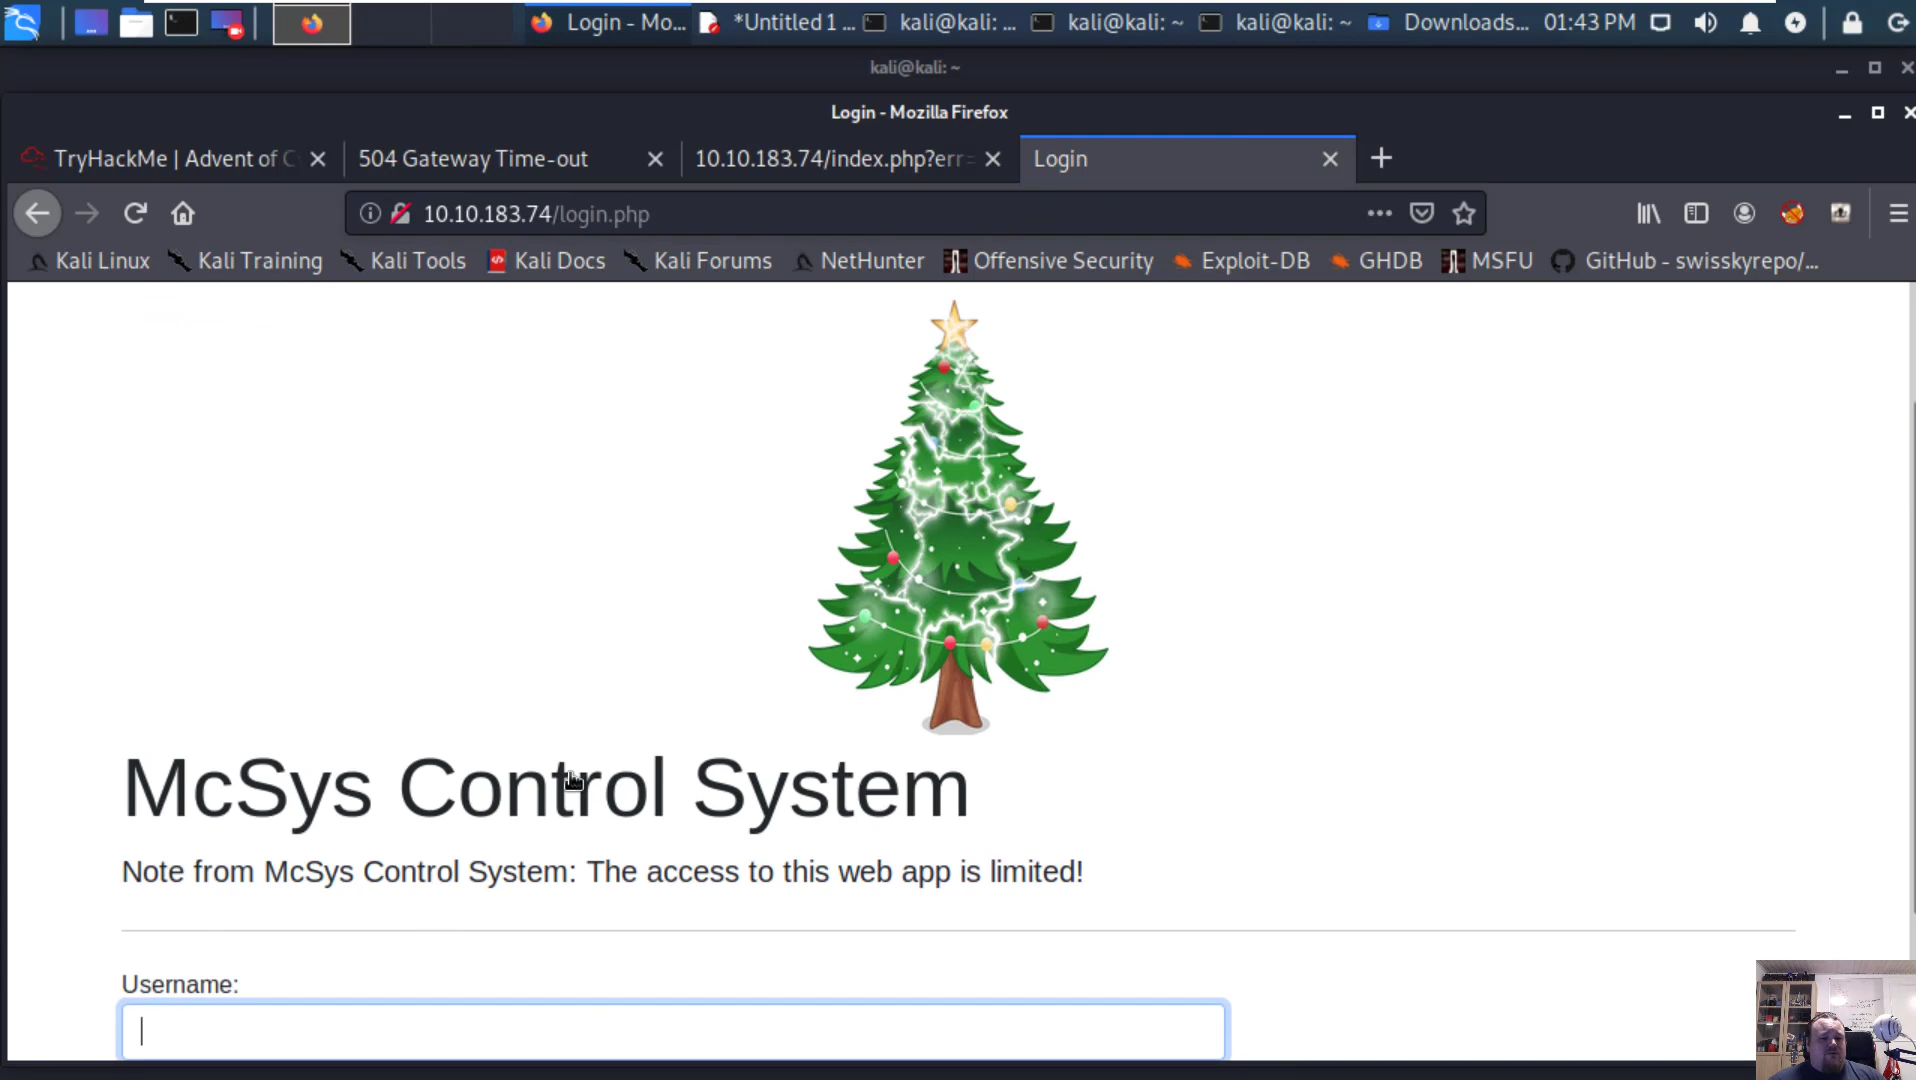 Login - Mo...
*Untitled 1 ...
kali@kali: ...
kali@kali: ~
kali@kali: ~
Downloads...
01:43 PM
kali@kali: ~
Login - Mozilla Firefox
TryHackMe | Advent of C
504 Gateway Time-out
10.10.183.74/index.php?err=
Login
10.10.183.74/login.php
Kali Linux
Kali Training
Kali Tools
Kali Docs
Kali Forums
NetHunter
Offensive Security
Exploit-DB
GHDB
MSFU
GitHub - swisskyrepo/...
McSys Control System
Note from McSys Control System: The access to this web app is limited!
Username: